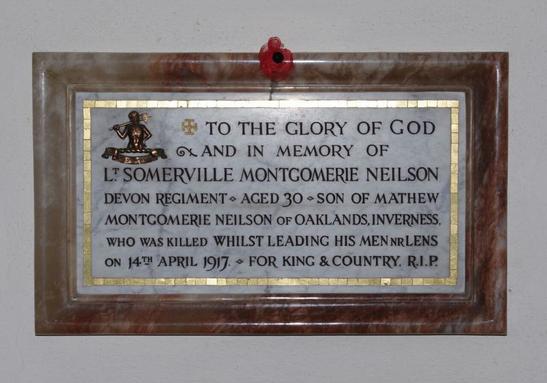 TO THE GLORY OF GOD
AND IN MEMORY OF
LT SOMERVILLE MONTGOMERIE NEILSON
DEVON REGIMENT ⬥ AGED 30 ⬥ SON OF MATHEW
MONTGOMERIE NEILSON OF OAKLANDS, INVERNESS.
WHO WAS KILLED WHILST LEADING HIS MEN NR LENS
ON 14TH APRIL 1917. ⬥ FOR KING & COUNTRY. R.I.P.